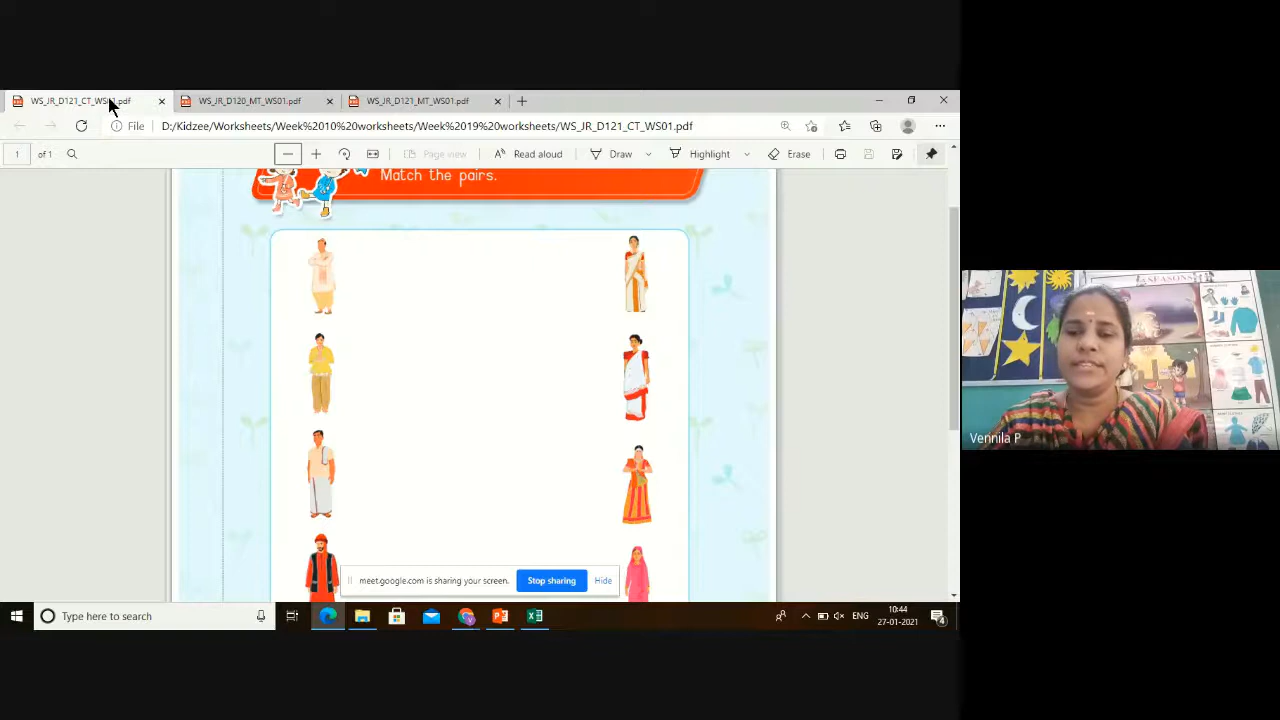 WS_JR_D121_CT_WS01.pdf
WS_JR_D120_MT_WS01.pdf
WS_JR_D121_MT_WS01.pdf
File
D:/Kidzee/Worksheets/Week%2010%20worksheets/Week%2019%20worksheets/WS_JR_D121_CT_WS01.pdf
1 of 1
Page view
Read aloud
Draw
Highlight
Erase
Match the pairs.
SEASONS
Vennila P
meet.google.com is sharing your screen.
Stop sharing
Hide
Type here to search
ENG
10:44
27-01-2021
4